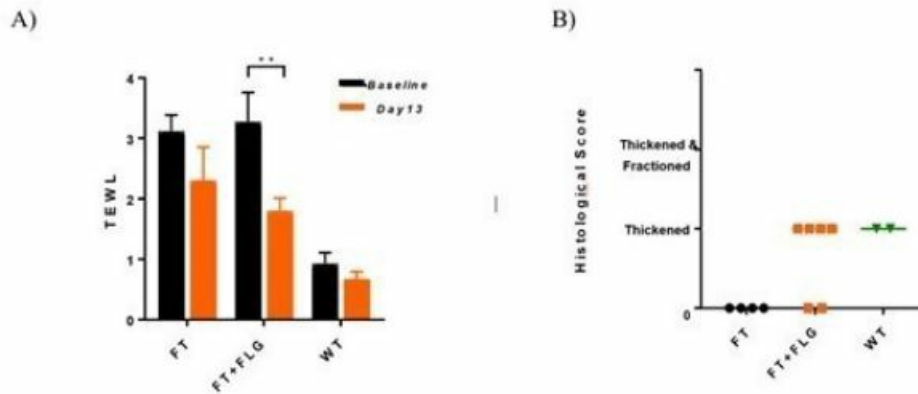 A)
B)
**
Baseline
Day13
4
3
2
1
0
TEWL
FT
FT+FLG
WT
Histological Score
Thickened &
Fractioned
Thickened
0
FT
FT+FLG
WT